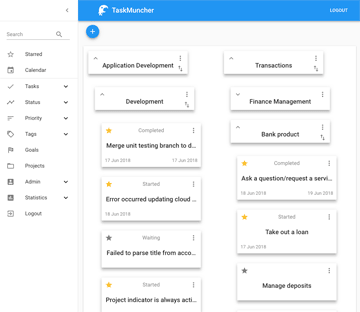 TaskMuncher
LOGOUT
Search
Starred
Calendar
Tasks
Status
Priority
Tags
Goals
Projects
Admin
Statistics
Logout
Application Development
Development
Completed
Merge unit testing branch to d...
17 Jun 2018 17 Jun 2018
Started
Error occurred updating cloud ...
18 Jun 2018
Waiting
Failed to parse title from acco...
Started
Project indicator is always acti...
Transactions
Finance Management
Bank product
Completed
Ask a question/request a servi...
18 Jun 2018 19 Jun 2018
Started
Take out a loan
17 Jun 2018
Manage deposits